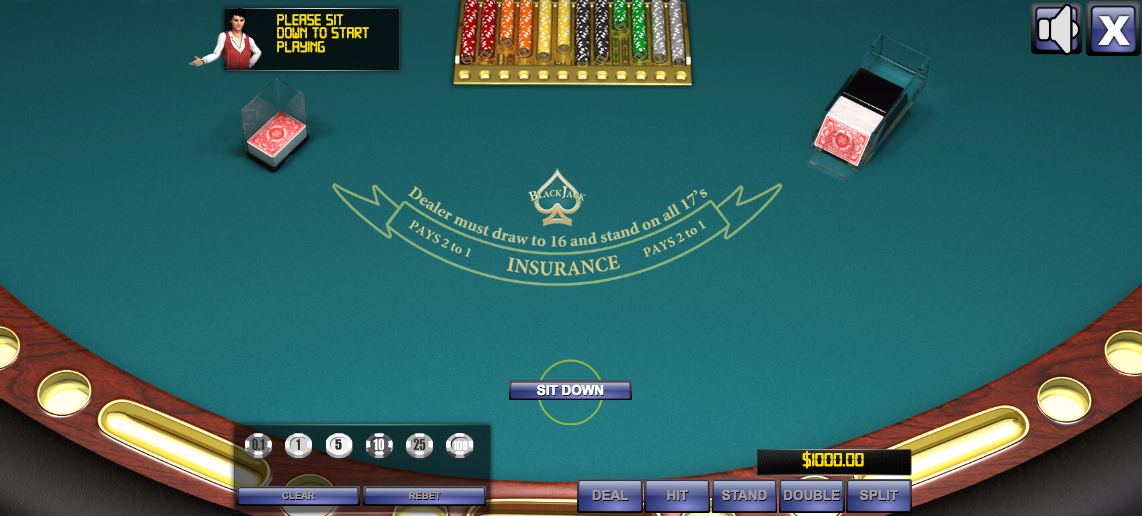 PLEASE SIT
DOWN TO START
PLAYING
BLACKJACK
Dealer must draw to 16 and stand on all 17's
PAYS 2 to 1
INSURANCE
PAYS 2 to 1
SIT DOWN
0.1 1 5 10 25 100
$1000.00
CLEAR
REBET
DEAL
HIT
STAND
DOUBLE
SPLIT
X